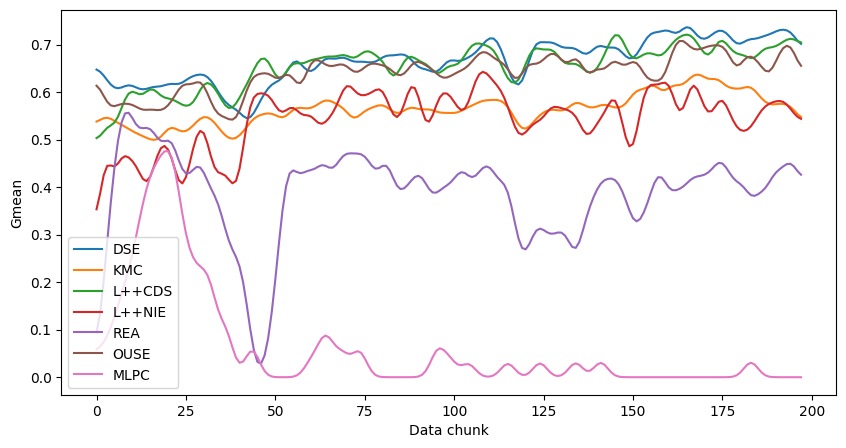 Gmean
0.7
0.6
0.5
0.4
0.3
0.2
0.1
0.0
DSE
KMC
L++CDS
L++NIE
REA
OUSE
MLPC
0 25 50 75 100 125 150 175 200
Data chunk